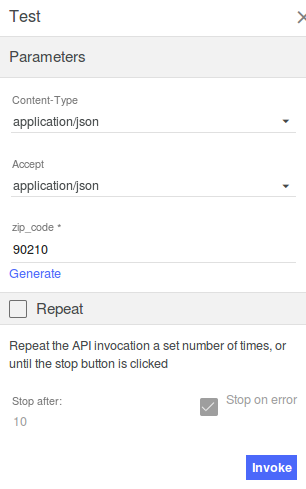 Test
Parameters
Content-Type
application/json
Accept
application/json
zip_code *
90210
Generate
Repeat
Repeat the API invocation a set number of times, or
until the stop button is clicked
Stop after:
Stop on error
10
Invoke